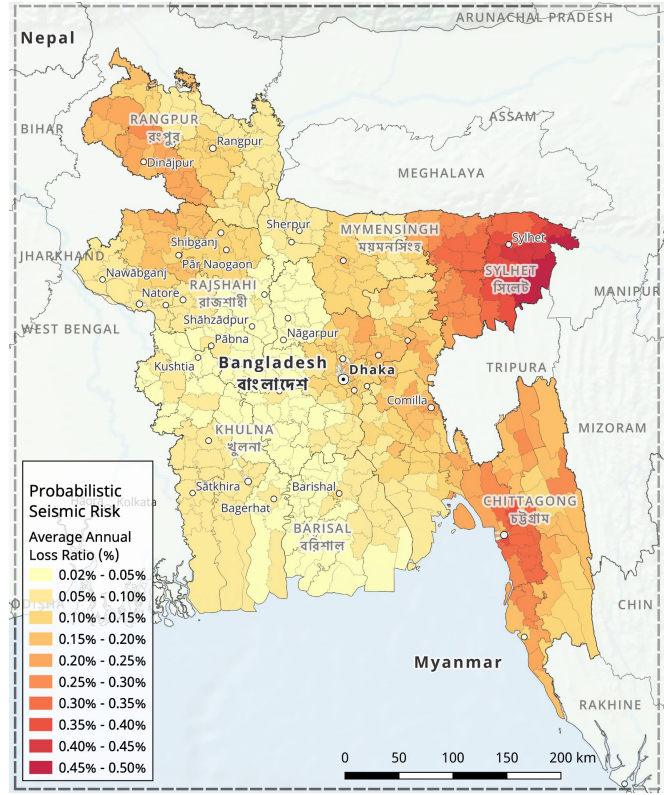 ARUNACHAL PRADESH
Nepal
ASSAM
BIHAR
RANGPUR
রংপুর
Rangpur
Dinajpur
MEGHALAYA
Sherpur
MYMENSINGH
ময়মনসিংহ
Sylhet
Shibganj
JHARKHAND
Pār Naogaon
SYLHET
সিলেট
Nawābganj
RAJSHAHI
রাজশাহী
MANIPUR
Natore
Shāhzādpur
WEST BENGAL
Nāgarpur
Pābna
Bangladesh
বাংলাদেশ
Kushtia
Dhaka
TRIPURA
Comilla
KHULNA
খুলনা
MIZORAM
Sātkhira
Barishal
Bagerhat
CHITTAGONG
চট্টগ্রাম
BARISAL
বরিশাল
Probabilistic
Seismic Risk
Haora Kolkata
Average Annual
Loss Ratio (%)
0.02% - 0.05%
0.05% - 0.10%
0.10% - 0.15%
0.15% - 0.20%
0.20% - 0.25%
0.25% - 0.30%
0.30% - 0.35%
0.35% - 0.40%
0.40% - 0.45%
0.45% - 0.50%
ODISHA
CHIN
Myanmar
RAKHINE
0 50 100 150 200 km